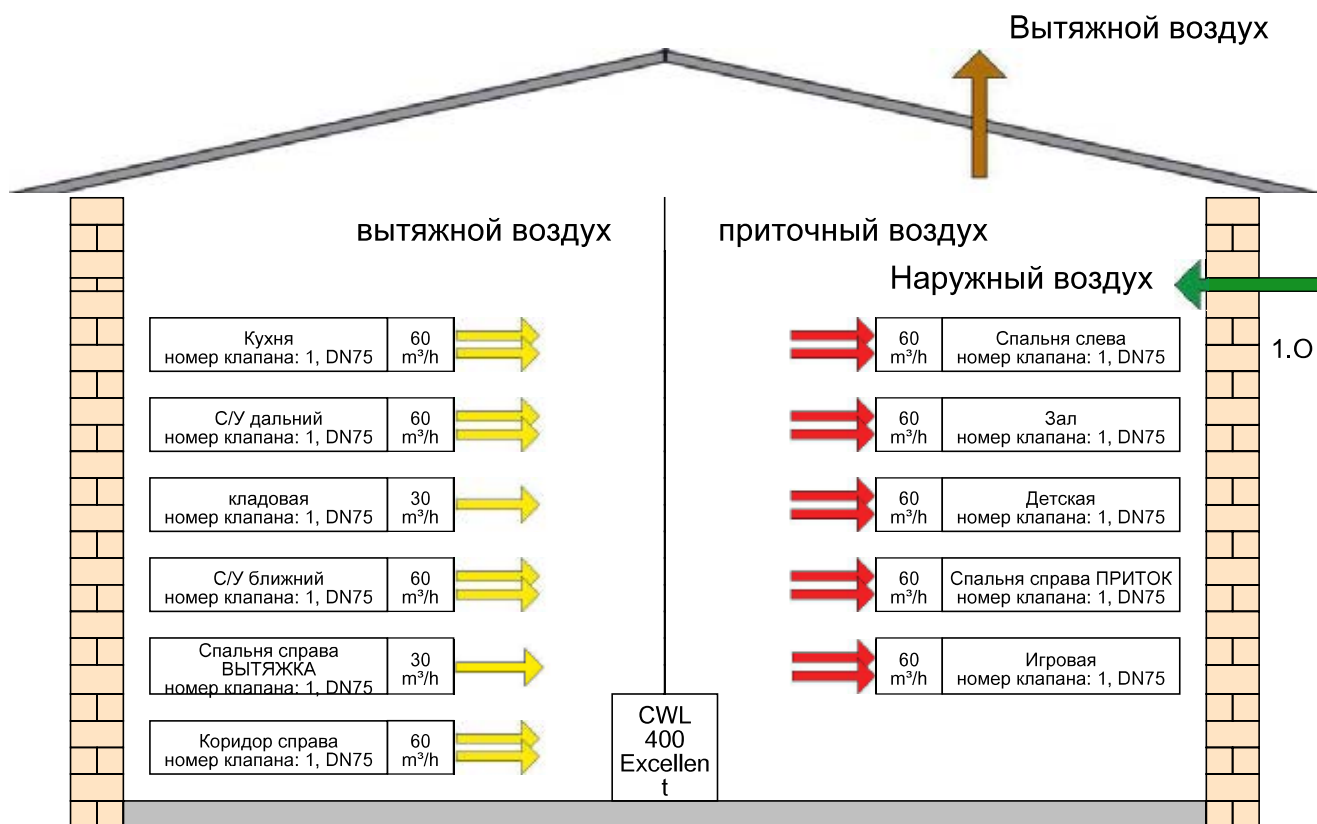 Вытяжной воздух
вытяжной воздух
приточный воздух
Наружный воздух
1.О
Кухня
номер клапана: 1, DN75
60
m³/h
С/У дальний
номер клапана: 1, DN75
60
m³/h
кладовая
номер клапана: 1, DN75
30
m³/h
С/У ближний
номер клапана: 1, DN75
60
m³/h
Спальня справа
ВЫТЯЖКА
номер клапана: 1, DN75
30
m³/h
Коридор справа
номер клапана: 1, DN75
60
m³/h
60
m³/h
Спальня слева
номер клапана: 1, DN75
60
m³/h
Зал
номер клапана: 1, DN75
60
m³/h
Детская
номер клапана: 1, DN75
60
m³/h
Спальня справа ПРИТОК
номер клапана: 1, DN75
60
m³/h
Игровая
номер клапана: 1, DN75
CWL
400
Excellen
t